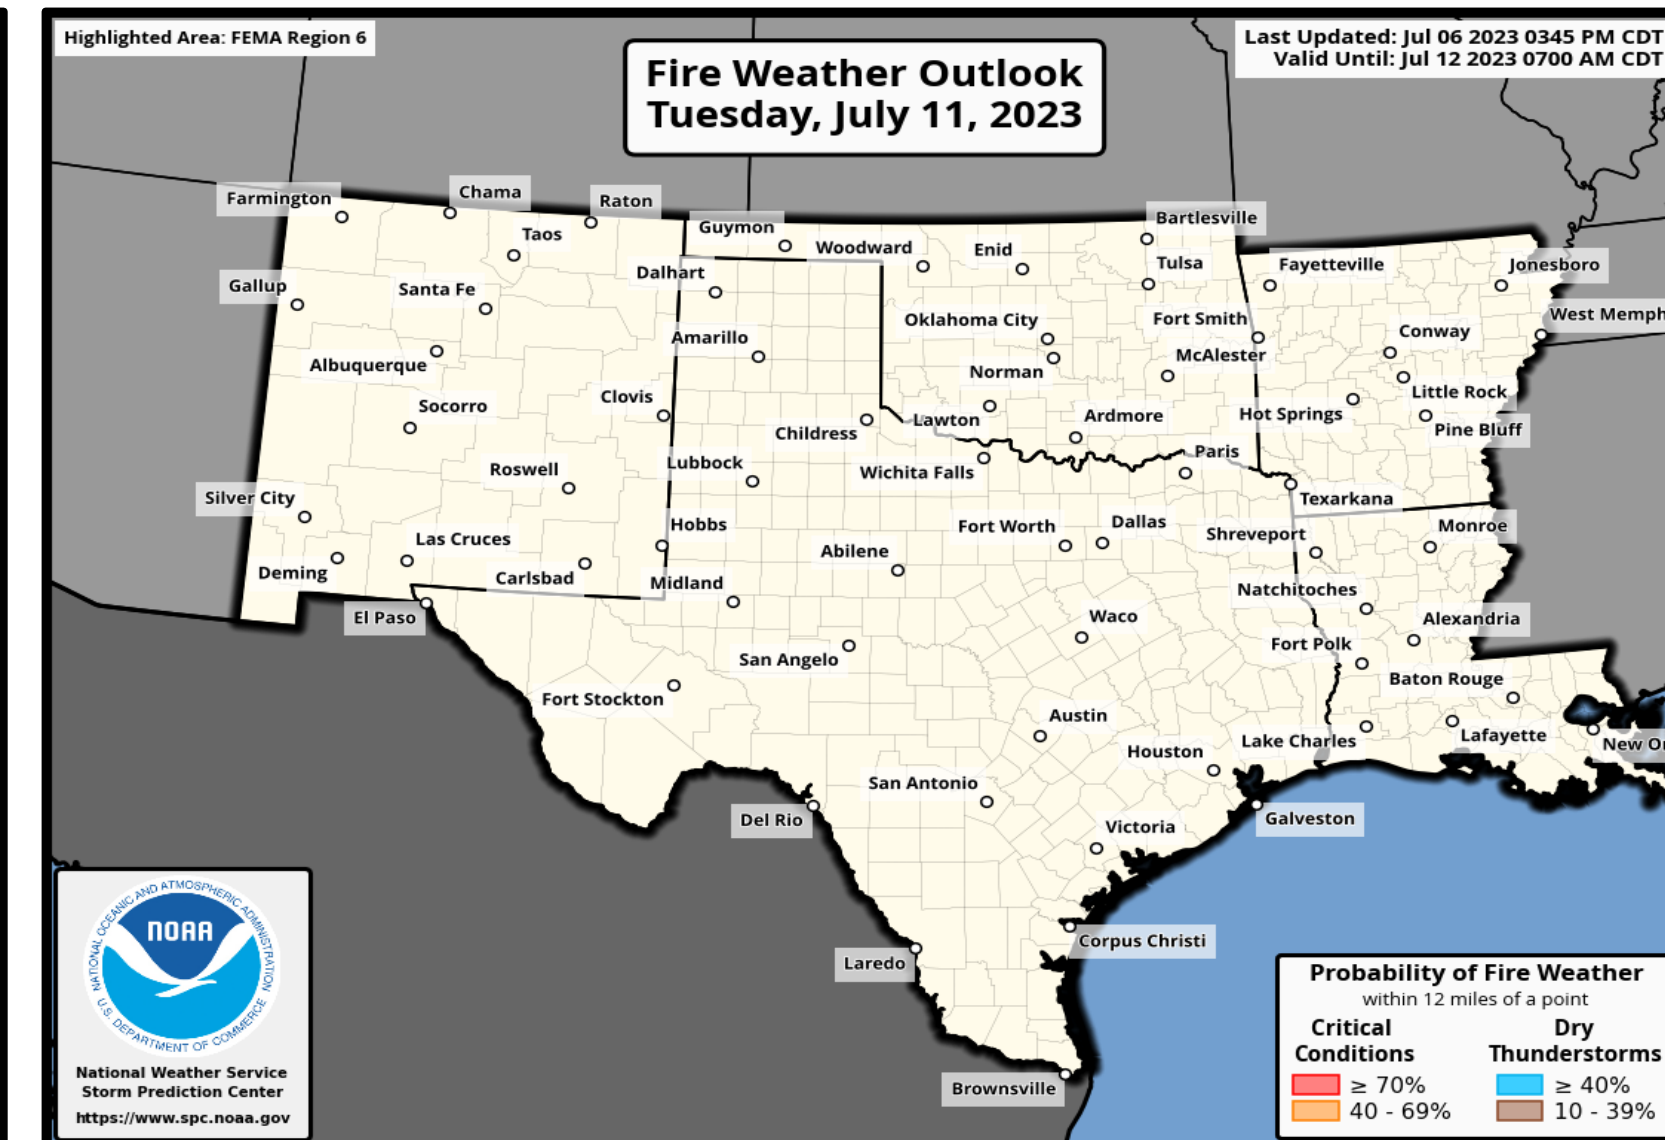 Highlighted Area: FEMA Region 6
Last Updated: Jul 06 2023 0345 PM CDT
Valid Until: Jul 12 2023 0700 AM CDT
Fire Weather Outlook
Tuesday, July 11, 2023
Farmington
Chama
Raton
Taos
Guymon
Woodward
Enid
Bartlesville
Tulsa
Fayetteville
Jonesboro
Gallup
Santa Fe
Dalhart
Amarillo
Oklahoma City
Fort Smith
West Memph
Conway
Albuquerque
Norman
McAlester
Socorro
Clovis
Childress
Lawton
Ardmore
Hot Springs
Little Rock
Pine Bluff
Roswell
Lubbock
Wichita Falls
Paris
Silver City
Texarkana
Las Cruces
Hobbs
Fort Worth
Dallas
Shreveport
Monroe
Abilene
Deming
Carlsbad
Midland
Natchitoches
El Paso
Waco
Alexandria
San Angelo
Fort Polk
Fort Stockton
Baton Rouge
Austin
Houston
Lake Charles
Lafayette
New Or
San Antonio
Del Rio
Victoria
Galveston
Corpus Christi
Laredo
Brownsville
NATIONAL OCEANIC AND ATMOSPHERIC ADMINISTRATION
NOAA
U.S. DEPARTMENT OF COMMERCE
National Weather Service
Storm Prediction Center
https://www.spc.noaa.gov
Probability of Fire Weather
within 12 miles of a point
Critical Conditions
≥ 70%
40 - 69%
Dry Thunderstorms
≥ 40%
10 - 39%